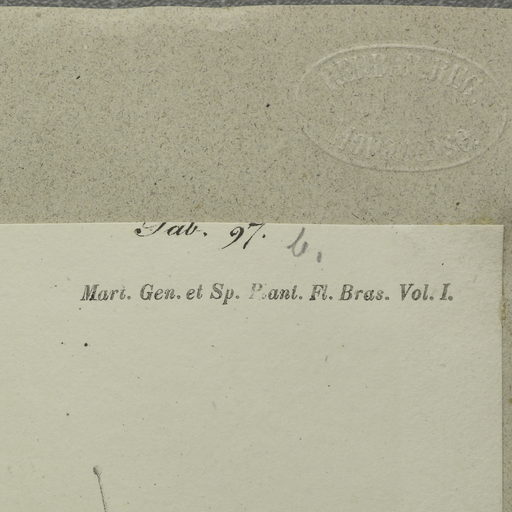 Tab. 97. b.
Mart. Gen. et Sp. Plant. Fl. Bras. Vol. I.